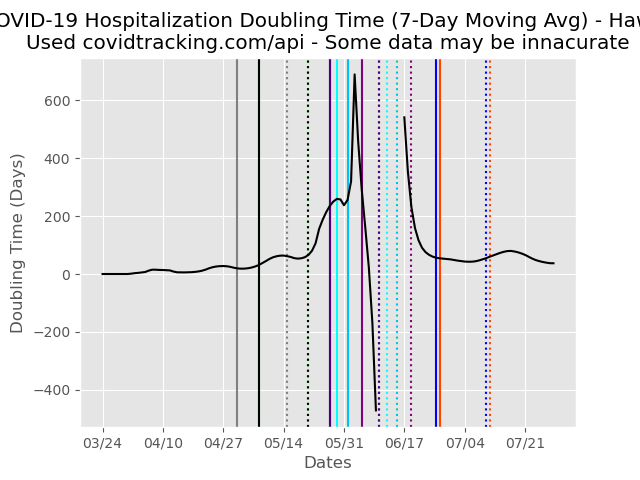 OVID-19 Hospitalization Doubling Time (7-Day Moving Avg) - Haw
Used covidtracking.com/api - Some data may be innacurate
600
400
200
0
−200
−400
Doubling Time (Days)
03/24 04/10 04/27 05/14 05/31 06/17 07/04 07/21
Dates